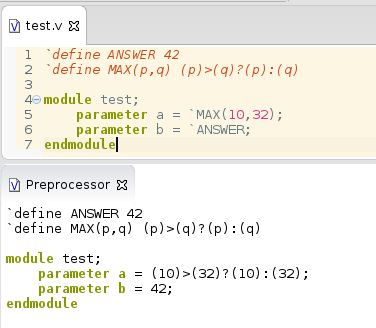 test.v
1 `define ANSWER 42
2 `define MAX(p,q) (p)>(q)?(p):(q)
3
4 module test;
5     parameter a = `MAX(10,32);
6     parameter b = `ANSWER;
7 endmodule
Preprocessor
`define ANSWER 42
`define MAX(p,q) (p)>(q)?(p):(q)
module test;
    parameter a = (10)>(32)?(10):(32);
    parameter b = 42;
endmodule